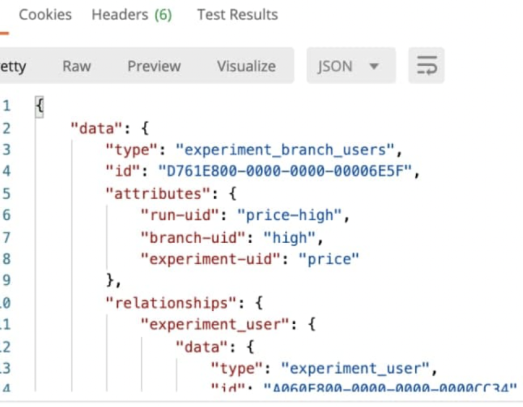 Cookies Headers (6) Test Results
etty Raw Preview Visualize JSON
1 {
2 "data": {
3 "type": "experiment_branch_users",
4 "id": "D761E800-0000-0000-00006E5F",
5 "attributes": {
6 "run-uid": "price-high",
7 "branch-uid": "high",
8 "experiment-uid": "price"
9 },
10 "relationships": {
11 "experiment_user": {
12 "data": {
13 "type": "experiment_user",
14 "id": "A060E800-0000-0000-0000CC34"